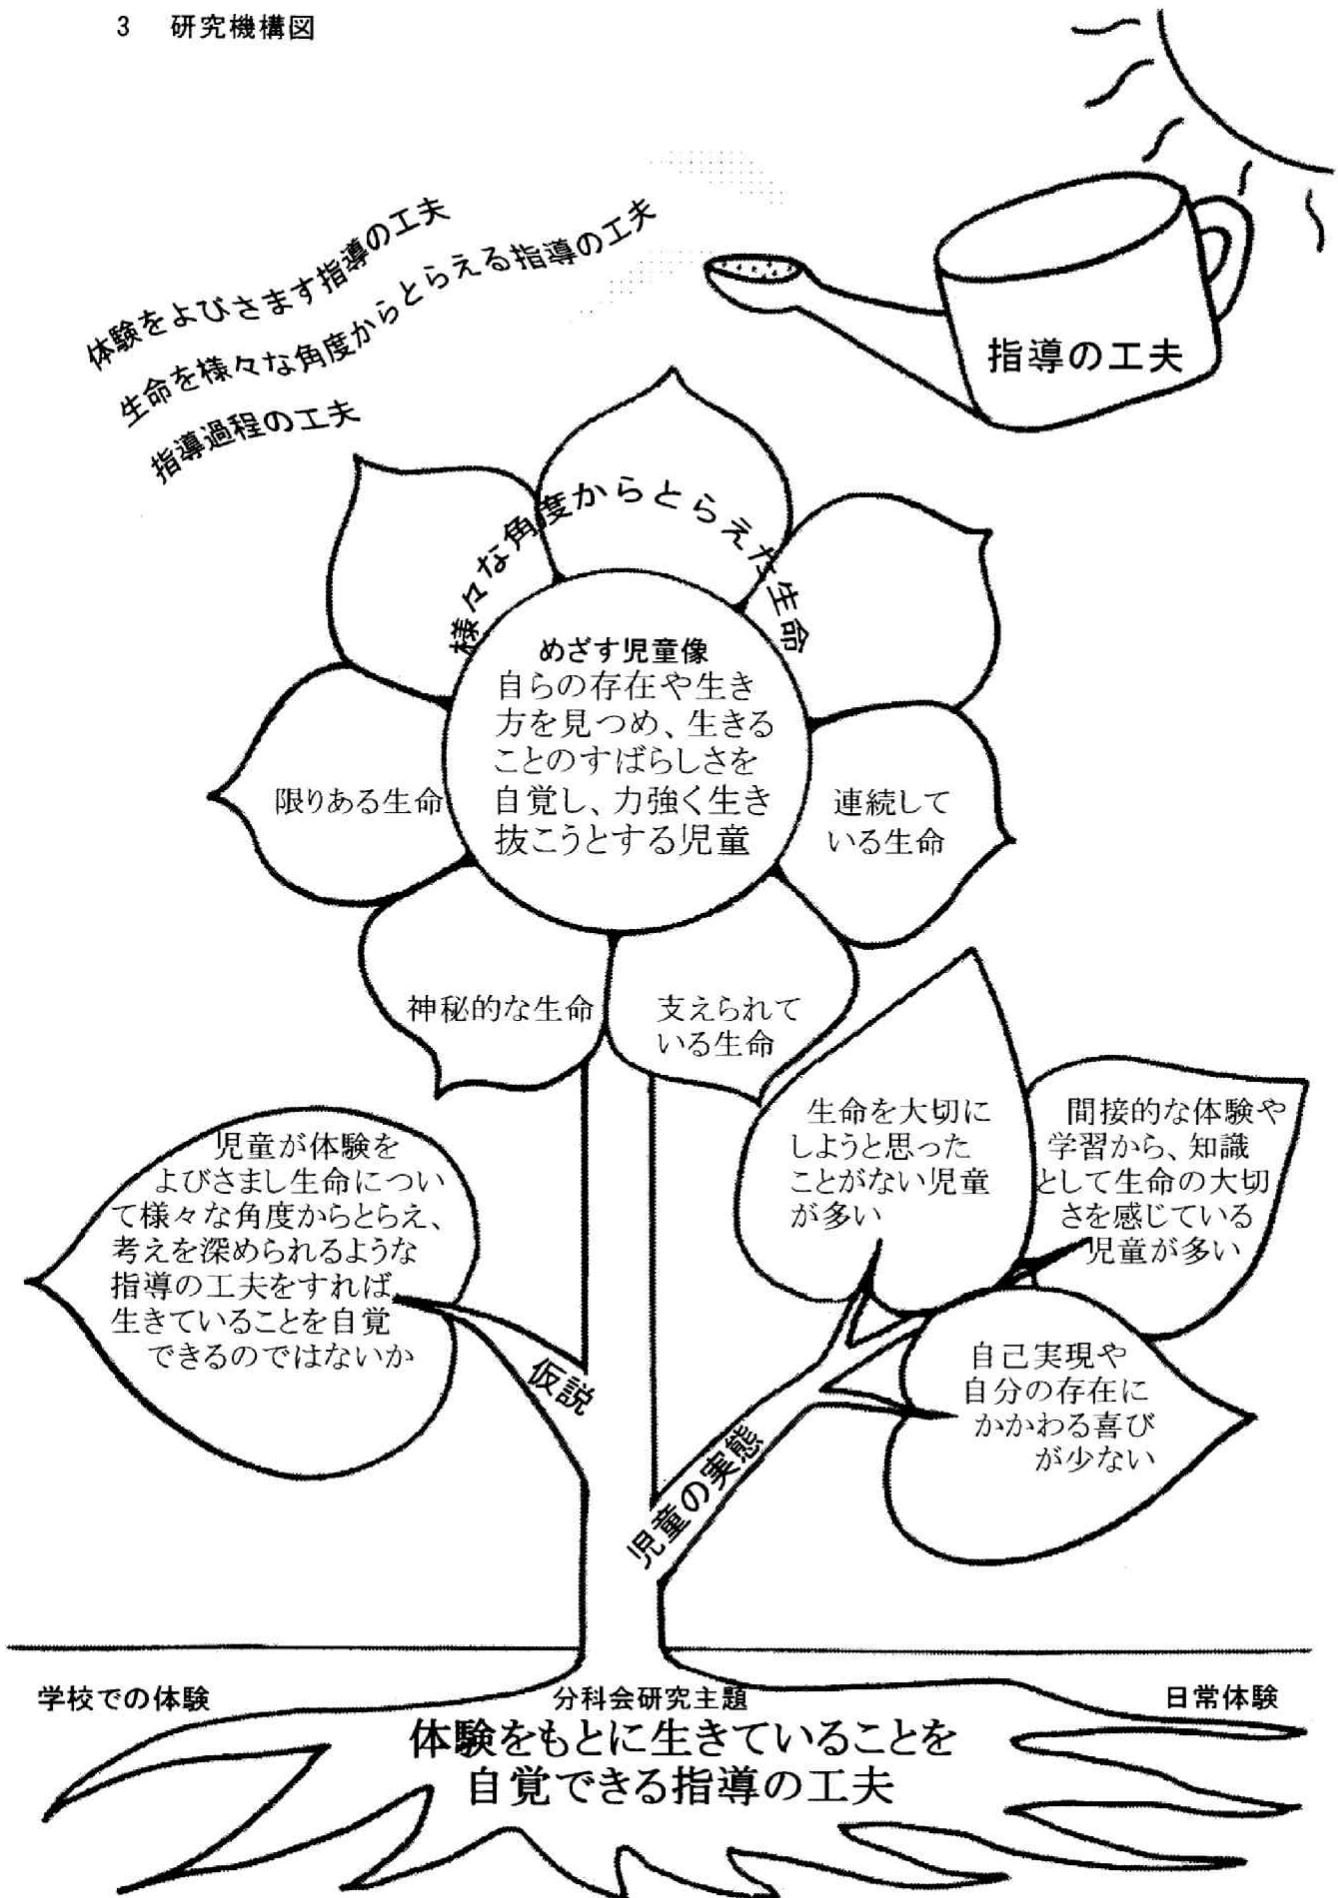 3 研究機構図
体験をよびさます指導の工夫
生命を様々な角度からとらえる指導の工夫
指導過程の工夫
指導の工夫
様々な角度からとらえた生命
めざす児童像
自らの存在や生き
方を見つめ、生きる
ことのすばらしさを
自覚し、力強く生き
抜こうとする児童
限りある生命
連続して
いる生命
神秘的な生命
支えられて
いる生命
児童が体験を
よびさまし生命につい
て様々な角度からとらえ、
考えを深められるような
指導の工夫をすれば、
生きていることを自覚
できるのではないか
仮説
生命を大切に
しようと思った
ことがない児童
が多い
間接的な体験や
学習から、知識
として生命の大切
さを感じている
児童が多い
自己実現や
自分の存在に
かかわる喜び
が少ない
児童の実態
学校での体験
分科会研究主題
日常体験
体験をもとに生きていることを
自覚できる指導の工夫